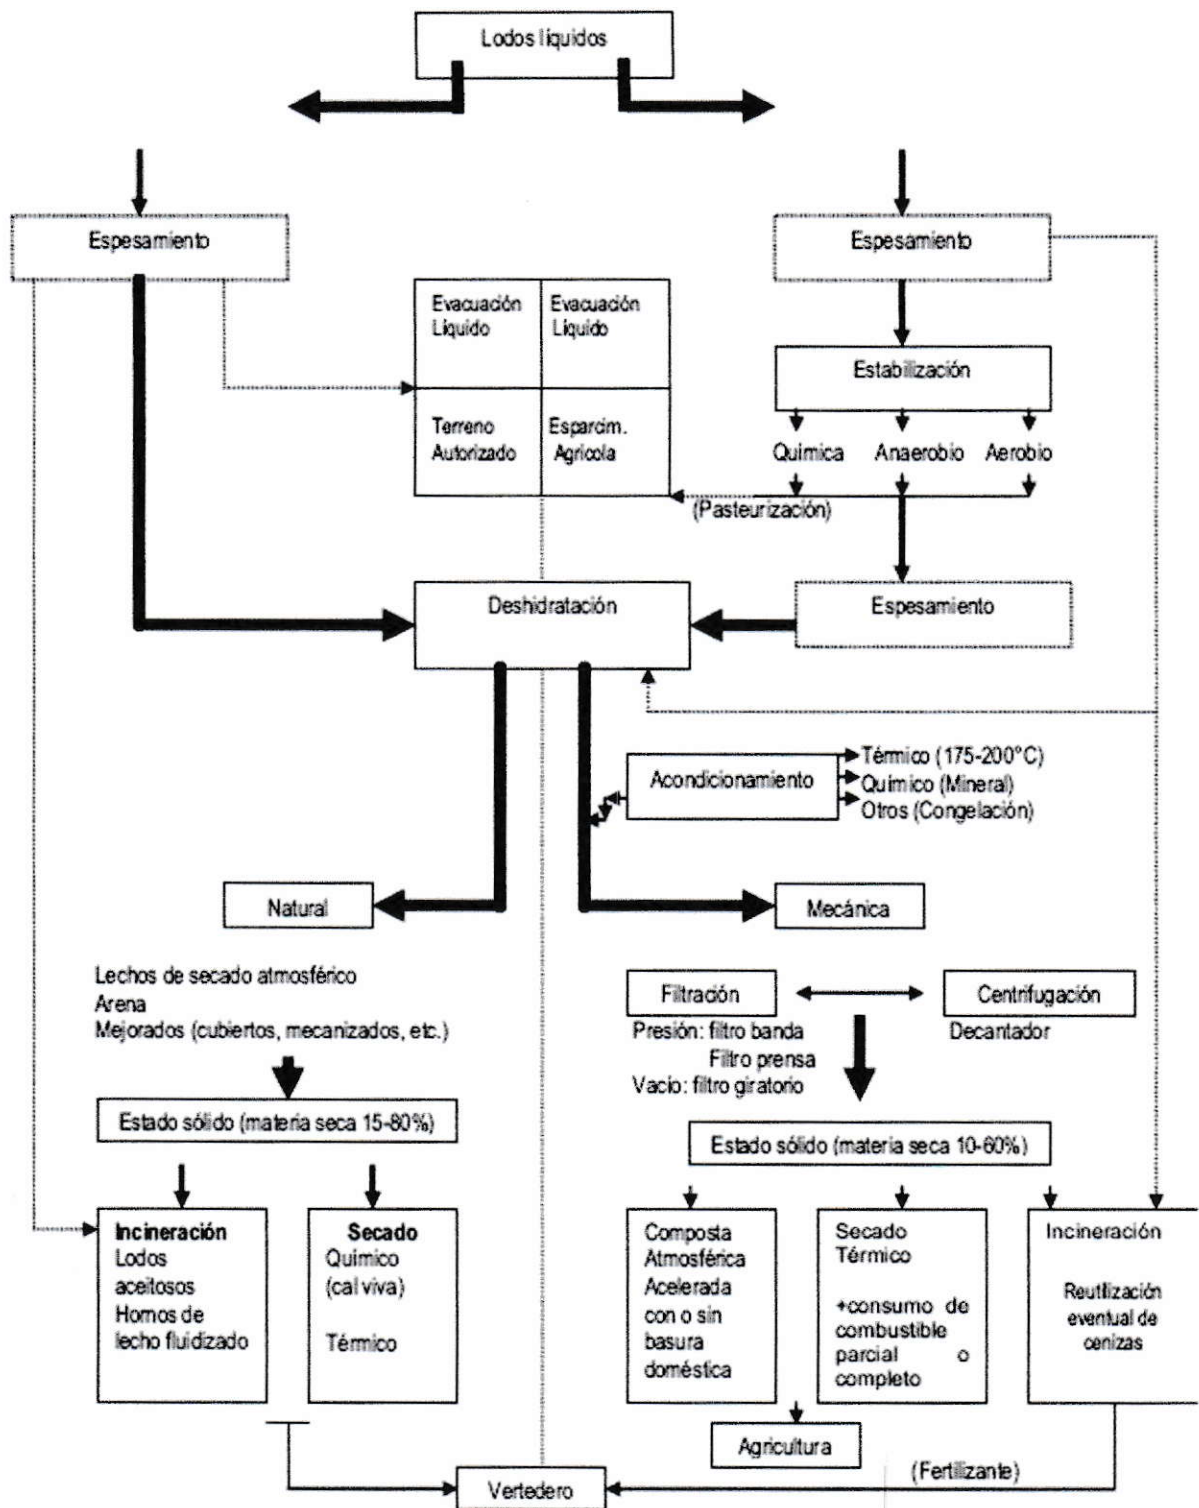 Lodos líquidos
Espesamiento
Espesamiento
Evacuación
Líquido
Evacuación
Líquido
Terreno
Autorizado
Esparcim.
Agrícola
Estabilización
Química
Anaerobio
Aerobio
(Pasteurización)
Deshidratación
Espesamiento
Acondicionamiento
Térmico (175-200°C)
Químico (Mineral)
Otros (Congelación)
Natural
Mecánica
Lechos de secado atmosférico
Arena
Mejorados (cubiertos, mecanizados, etc.)
Filtración
Centrifugación
Presión: filtro banda
Filtro prensa
Vacío: filtro giratorio
Decantador
Estado sólido (materia seca 15-80%)
Estado sólido (materia seca 10-60%)
Incineración
Lodos
aceitosos
Hornos de
lecho fluidizado
Secado
Químico
(cal viva)
Térmico
Composta
Atmosférica
Acelerada
con o sin
basura
doméstica
Secado
Térmico
+consumo de
combustible
parcial o
completo
Incineración
Reutilización
eventual de
cenizas
Agricultura
(Fertilizante)
Vertedero